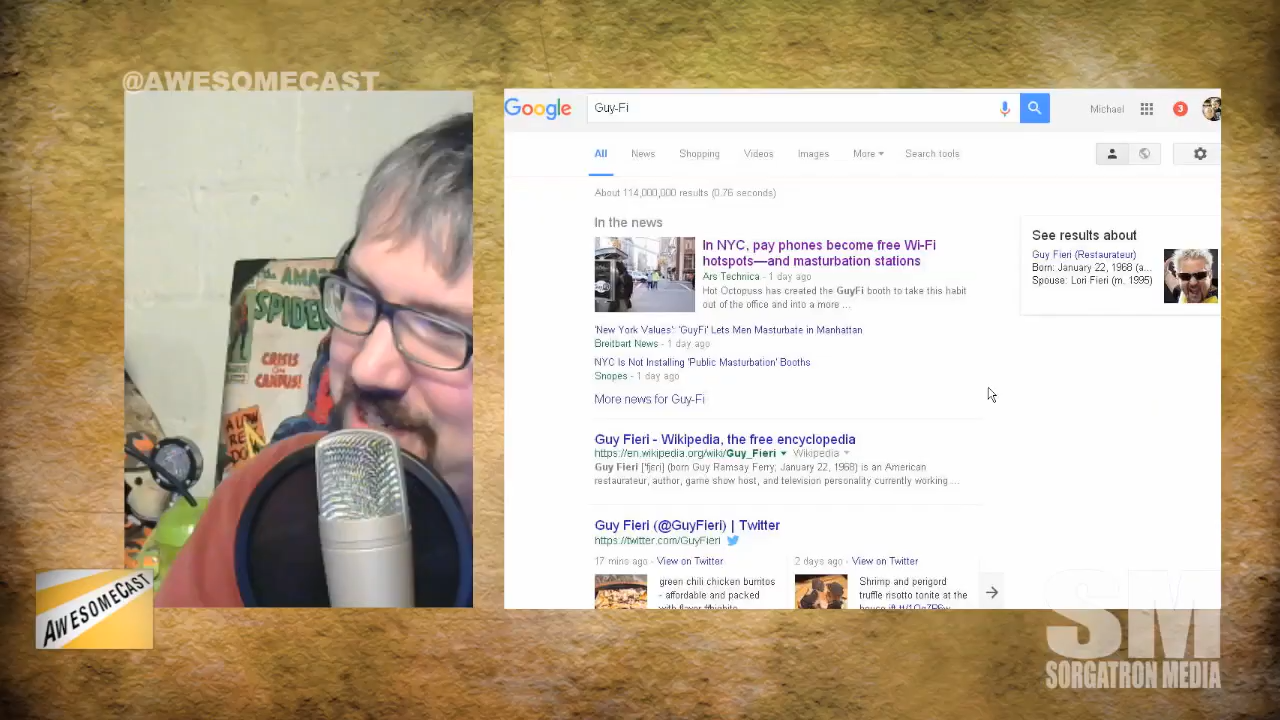 @AWESOMECAST
THE AMAZ
SPIDE
CRISIS
ON
CAMPUS!
AWESOMECAST
Google
Guy-Fi
Michael
3
All
News
Shopping
Videos
Images
More
Search tools
About 114,000,000 results (0.76 seconds)
In the news
In NYC, pay phones become free Wi-Fi
hotspots—and masturbation stations
Ars Technica - 1 day ago
Hot Octopuss has created the GuyFi booth to take this habit
out of the office and into a more ...
'New York Values': 'GuyFi' Lets Men Masturbate in Manhattan
Breitbart News - 1 day ago
NYC Is Not Installing 'Public Masturbation' Booths
Snopes - 1 day ago
More news for Guy-Fi
Guy Fieri - Wikipedia, the free encyclopedia
https://en.wikipedia.org/wiki/Guy_Fieri
Wikipedia
Guy Fieri ['fjɛri] (born Guy Ramsay Ferry; January 22, 1968) is an American
restaurateur, author, game show host, and television personality currently working ...
Guy Fieri (@GuyFieri) | Twitter
https://twitter.com/GuyFieri
17 mins ago - View on Twitter
green chili chicken burritos
- affordable and packed
with flavor
2 days ago - View on Twitter
Shrimp and perigord
truffle risotto tonite at the
house
See results about
Guy Fieri (Restaurateur)
Born: January 22, 1968 (a...
Spouse: Lori Fieri (m. 1995)
SM
SORGATRON MEDIA